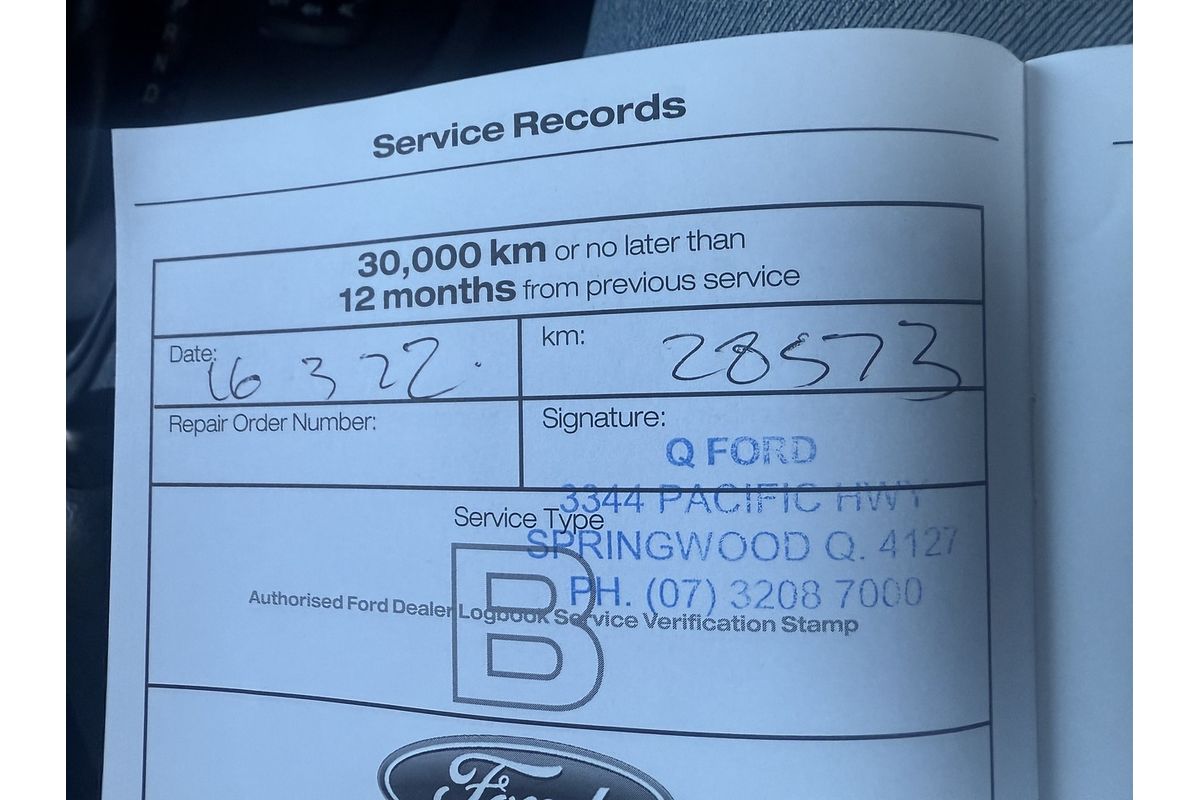 Service Records
30,000 km or no later than
12 months from previous service
Date: 16 3 22.
km: 28573
Repair Order Number:
Signature:
Q FORD
3344 PACIFIC HWY
SPRINGWOOD Q. 4127
PH. (07) 3208 7000
Service Type
B
Authorised Ford Dealer Logbook Service Verification Stamp
Ford